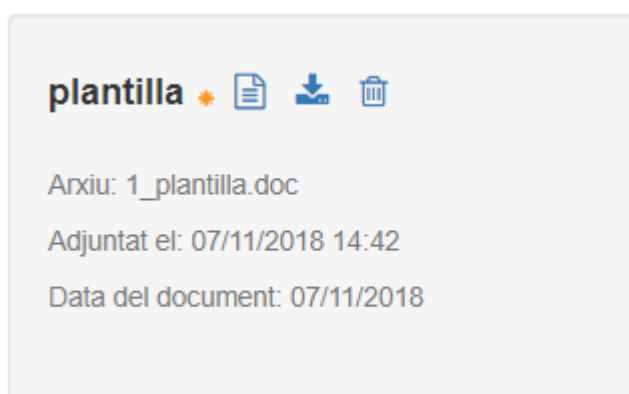 plantilla
Arxiu: 1_plantilla.doc
Adjuntat el: 07/11/2018 14:42
Data del document: 07/11/2018